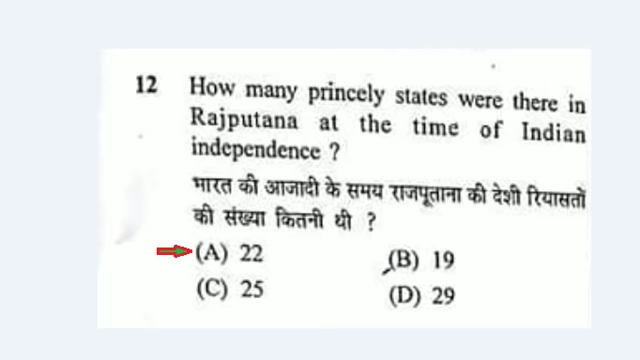 12 How many princely states were there in
Rajputana at the time of Indian
independence ?
भारत की आजादी के समय राजपूताना की देशी रियासतों
की संख्या कितनी थी ?
(A) 22 (B) 19
(C) 25 (D) 29